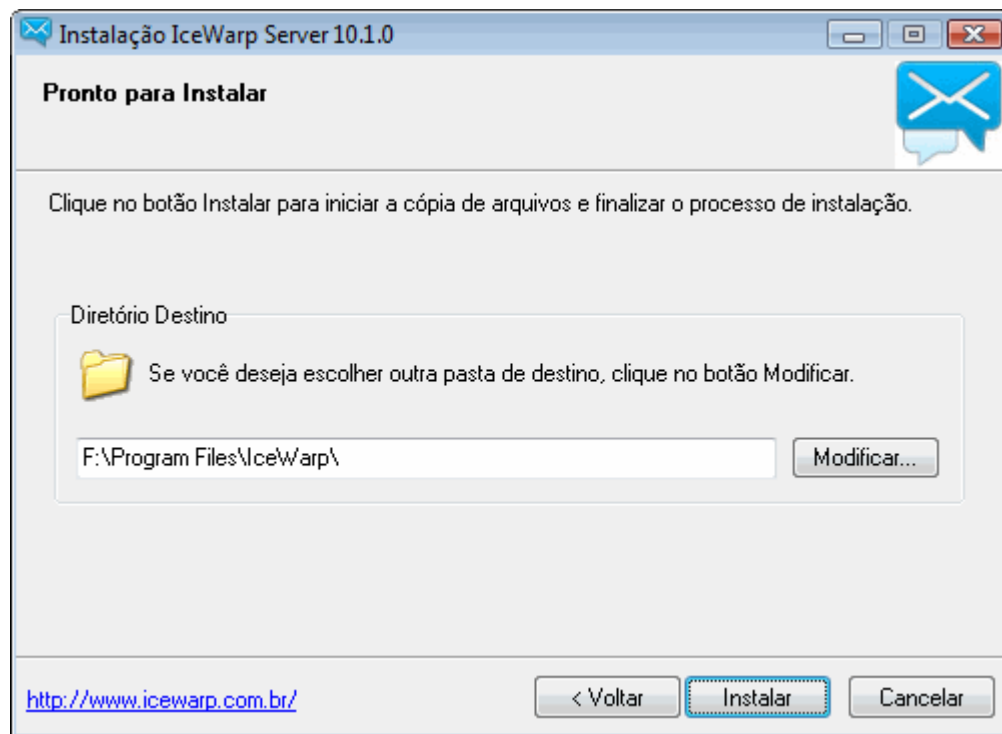 Instalação IceWarp Server 10.1.0
Pronto para Instalar
Clique no botão Instalar para iniciar a cópia de arquivos e finalizar o processo de instalação.
Diretório Destino
Se você deseja escolher outra pasta de destino, clique no botão Modificar.
F:\Program Files\IceWarp\
Modificar...
http://www.icewarp.com.br/
< Voltar
Instalar
Cancelar